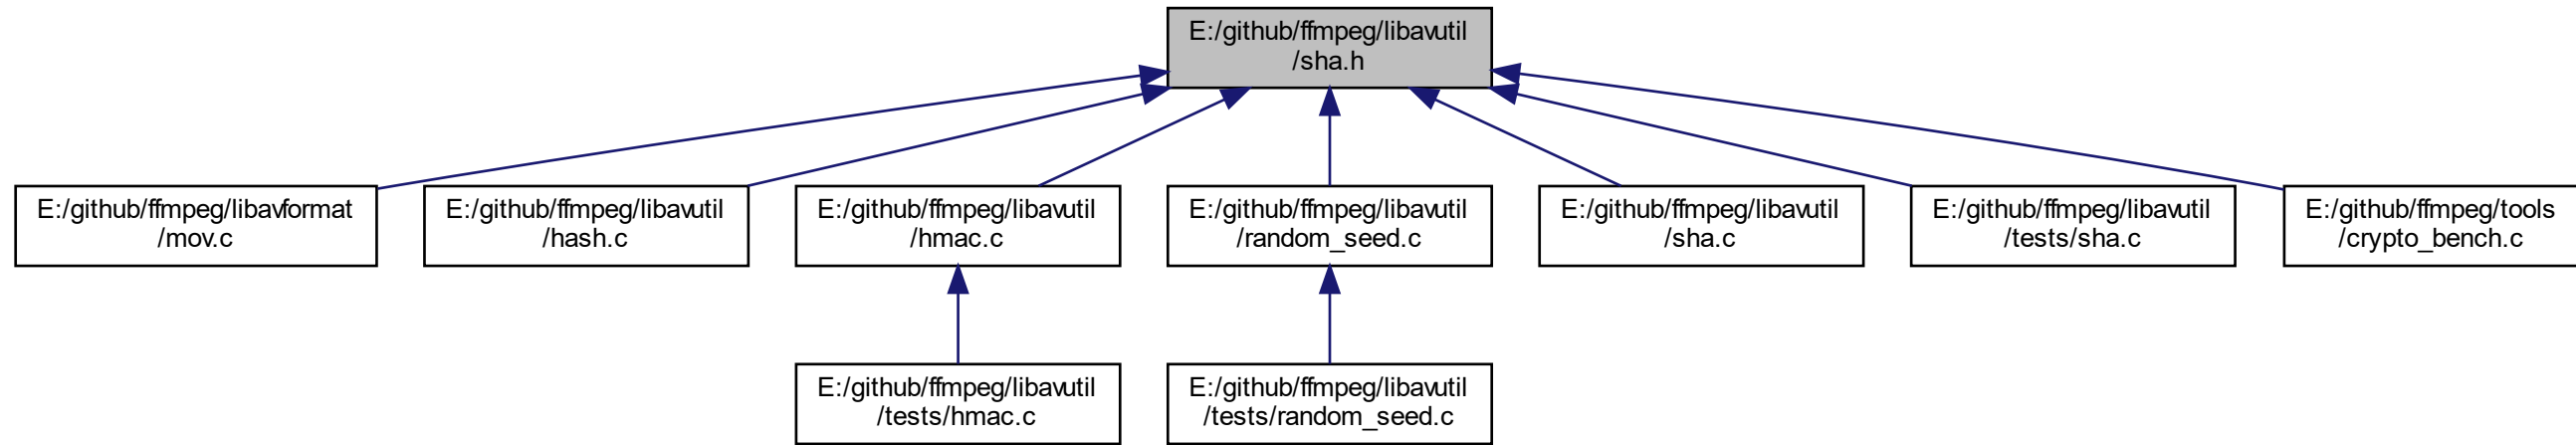 E:/github/ffmpeg/libavutil
/sha.h
E:/github/ffmpeg/libavformat
/mov.c
E:/github/ffmpeg/libavutil
/hash.c
E:/github/ffmpeg/libavutil
/hmac.c
E:/github/ffmpeg/libavutil
/random_seed.c
E:/github/ffmpeg/libavutil
/sha.c
E:/github/ffmpeg/libavutil
/tests/sha.c
E:/github/ffmpeg/tools
/crypto_bench.c
E:/github/ffmpeg/libavutil
/tests/hmac.c
E:/github/ffmpeg/libavutil
/tests/random_seed.c